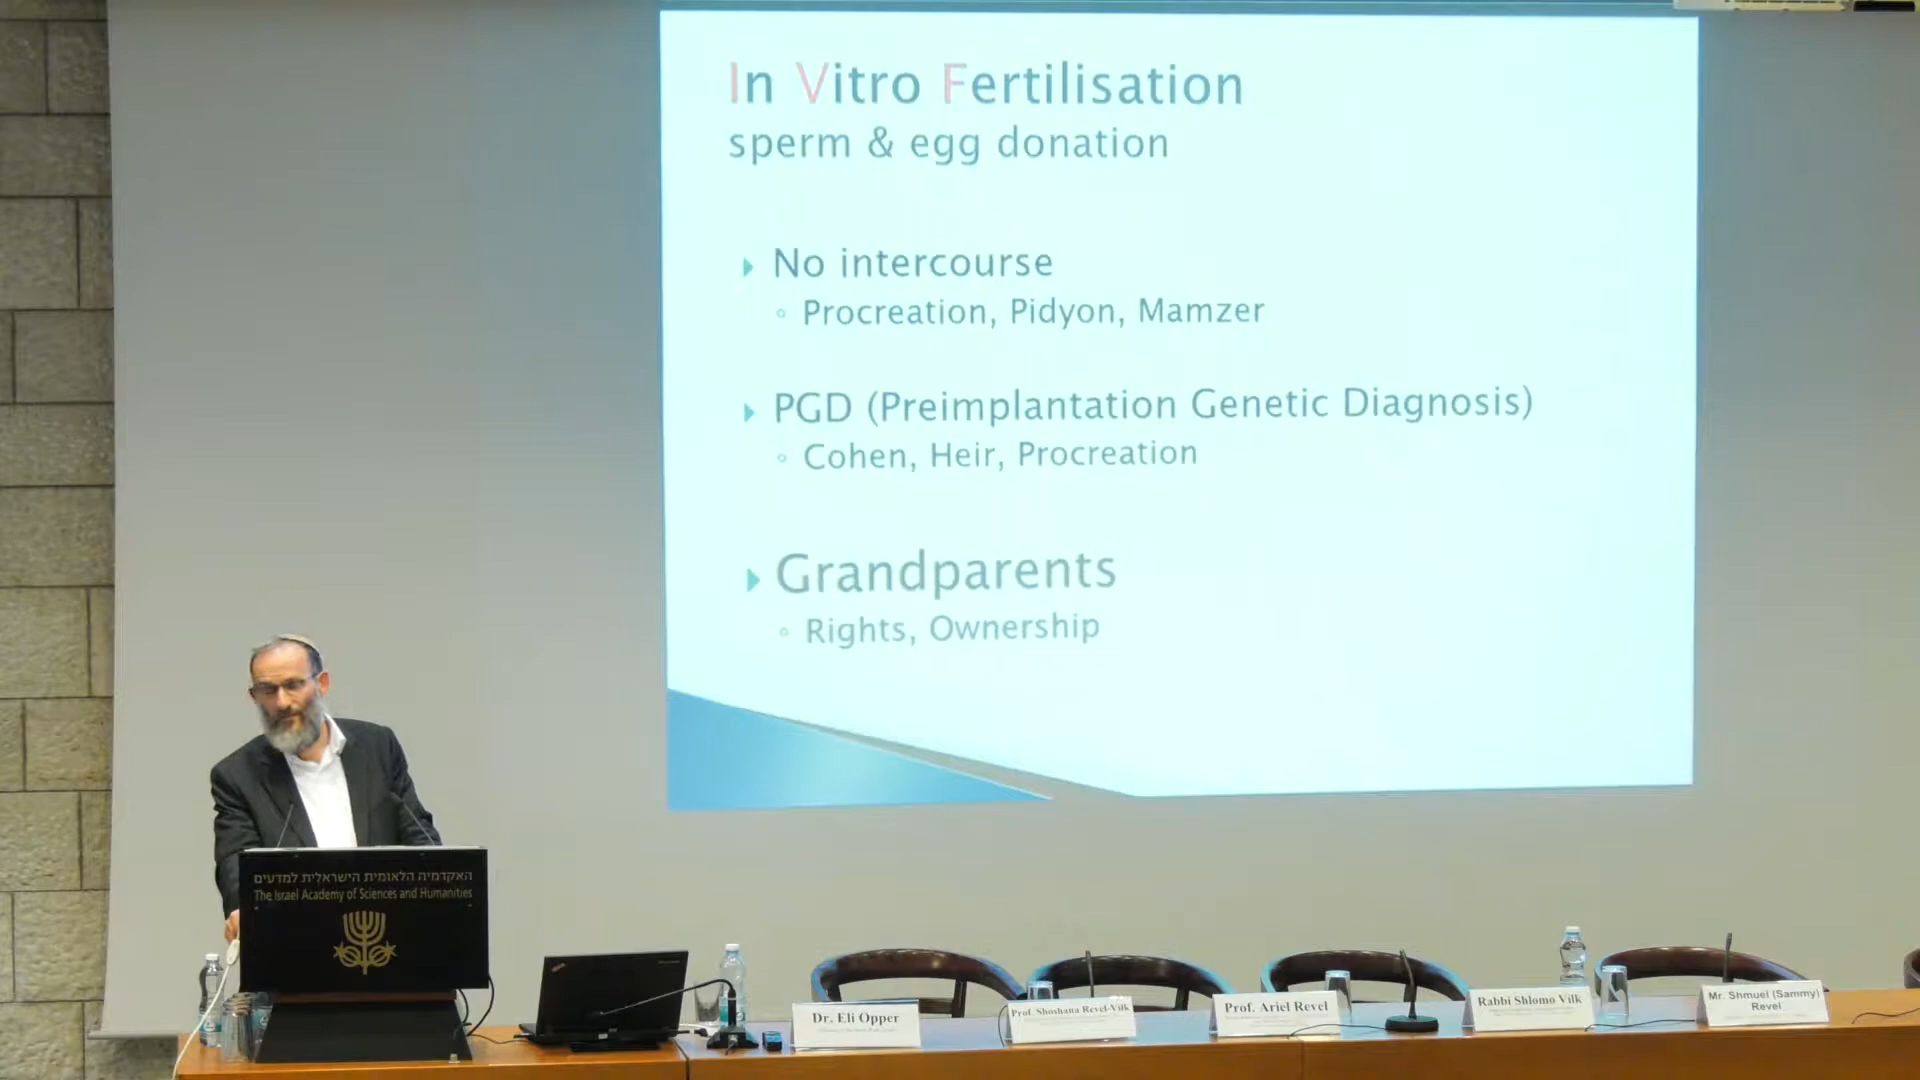 In Vitro Fertilisation
sperm & egg donation
No intercourse
Procreation, Pidyon, Mamzer
PGD (Preimplantation Genetic Diagnosis)
Cohen, Heir, Procreation
Grandparents
Rights, Ownership
האקדמיה הלאומית הישראלית למדעים
The Israel Academy of Sciences and Humanities
Dr. Eli Opper
Prof. Shoshana Revel-Vilk
Prof. Ariel Revel
Rabbi Shlomo Vilk
Mr. Shmuel (Sammy)
Revel